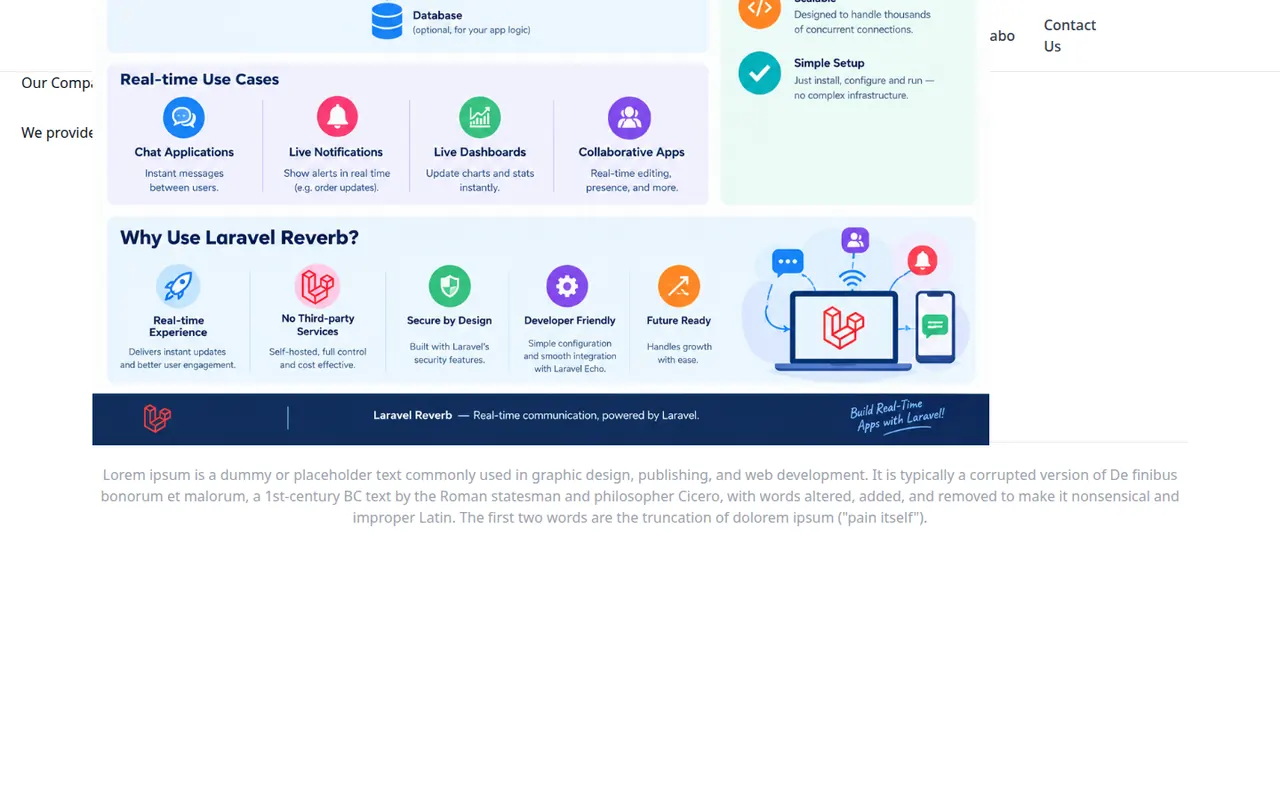 Database
(optional, for your app logic)
Designed to handle thousands
of concurrent connections.
Simple Setup
Just install, configure and run —
no complex infrastructure.
Contact
Us
Real-time Use Cases
Chat Applications
Instant messages
between users.
Live Notifications
Show alerts in real time
(e.g. order updates).
Live Dashboards
Update charts and stats
instantly.
Collaborative Apps
Real-time editing,
presence, and more.
Our
We provide
Why Use Laravel Reverb?
Real-time
Experience
Delivers instant updates
and better user engagement.
No Third-party
Services
Self-hosted, full control
and cost effective.
Secure by Design
Built with Laravel's
security features.
Developer Friendly
Simple configuration
and smooth integration
with Laravel Echo.
Future Ready
Handles growth
with ease.
Laravel Reverb — Real-time communication, powered by Laravel.
Build Real-Time
Apps with Laravel!
Lorem ipsum is a dummy or placeholder text commonly used in graphic design, publishing, and web development. It is typically a corrupted version of De finibus
bonorum et malorum, a 1st-century BC text by the Roman statesman and philosopher Cicero, with words altered, added, and removed to make it nonsensical and
improper Latin. The first two words are the truncation of dolorem ipsum ("pain itself").